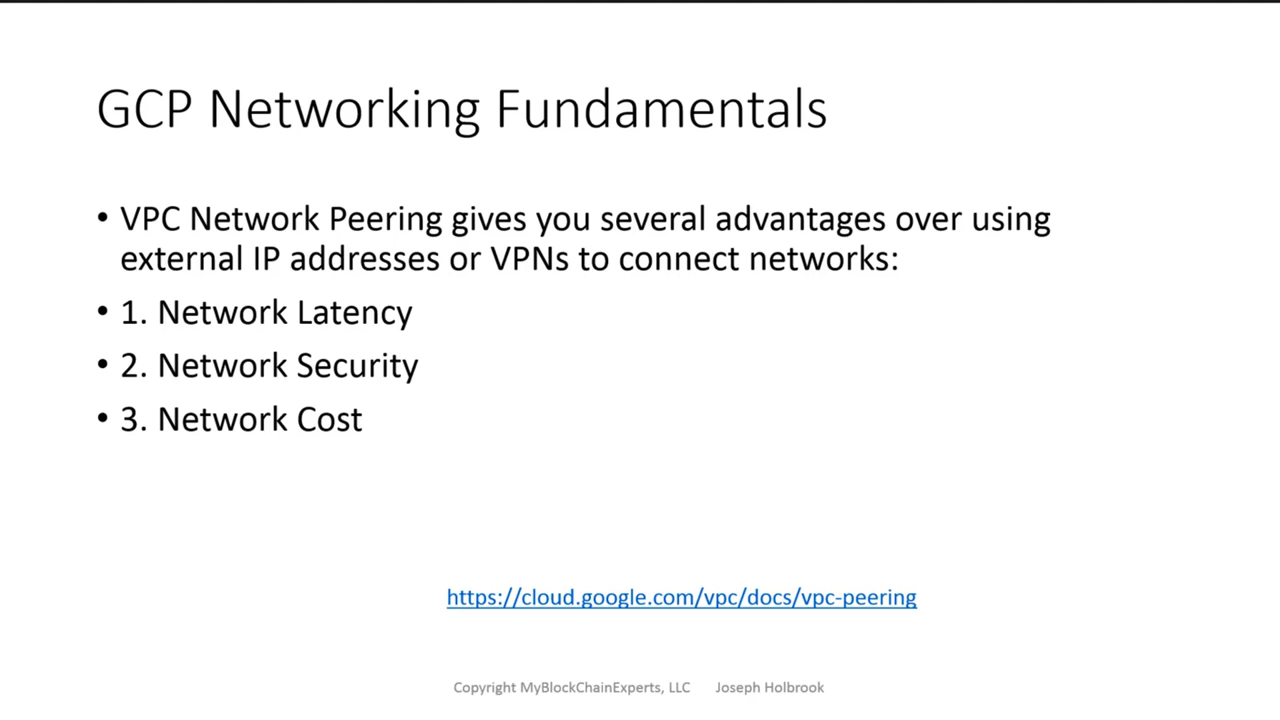 GCP Networking Fundamentals
• VPC Network Peering gives you several advantages over using
external IP addresses or VPNs to connect networks:
• 1. Network Latency
• 2. Network Security
• 3. Network Cost
https://cloud.google.com/vpc/docs/vpc-peering
Copyright MyBlockChainExperts, LLC Joseph Holbrook